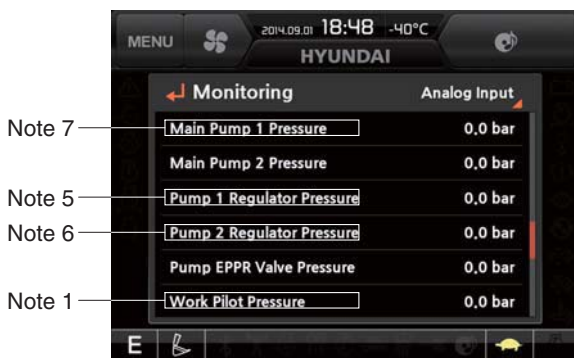 MENU 2014.09.01 18:48 -40°C
HYUNDAI
Monitoring Analog Input
Note 7 Main Pump 1 Pressure 0.0 bar
Main Pump 2 Pressure 0.0 bar
Note 5 Pump 1 Regulator Pressure 0.0 bar
Note 6 Pump 2 Regulator Pressure 0.0 bar
Pump EPPR Valve Pressure 0.0 bar
Note 1 Work Pilot Pressure 0.0 bar
E